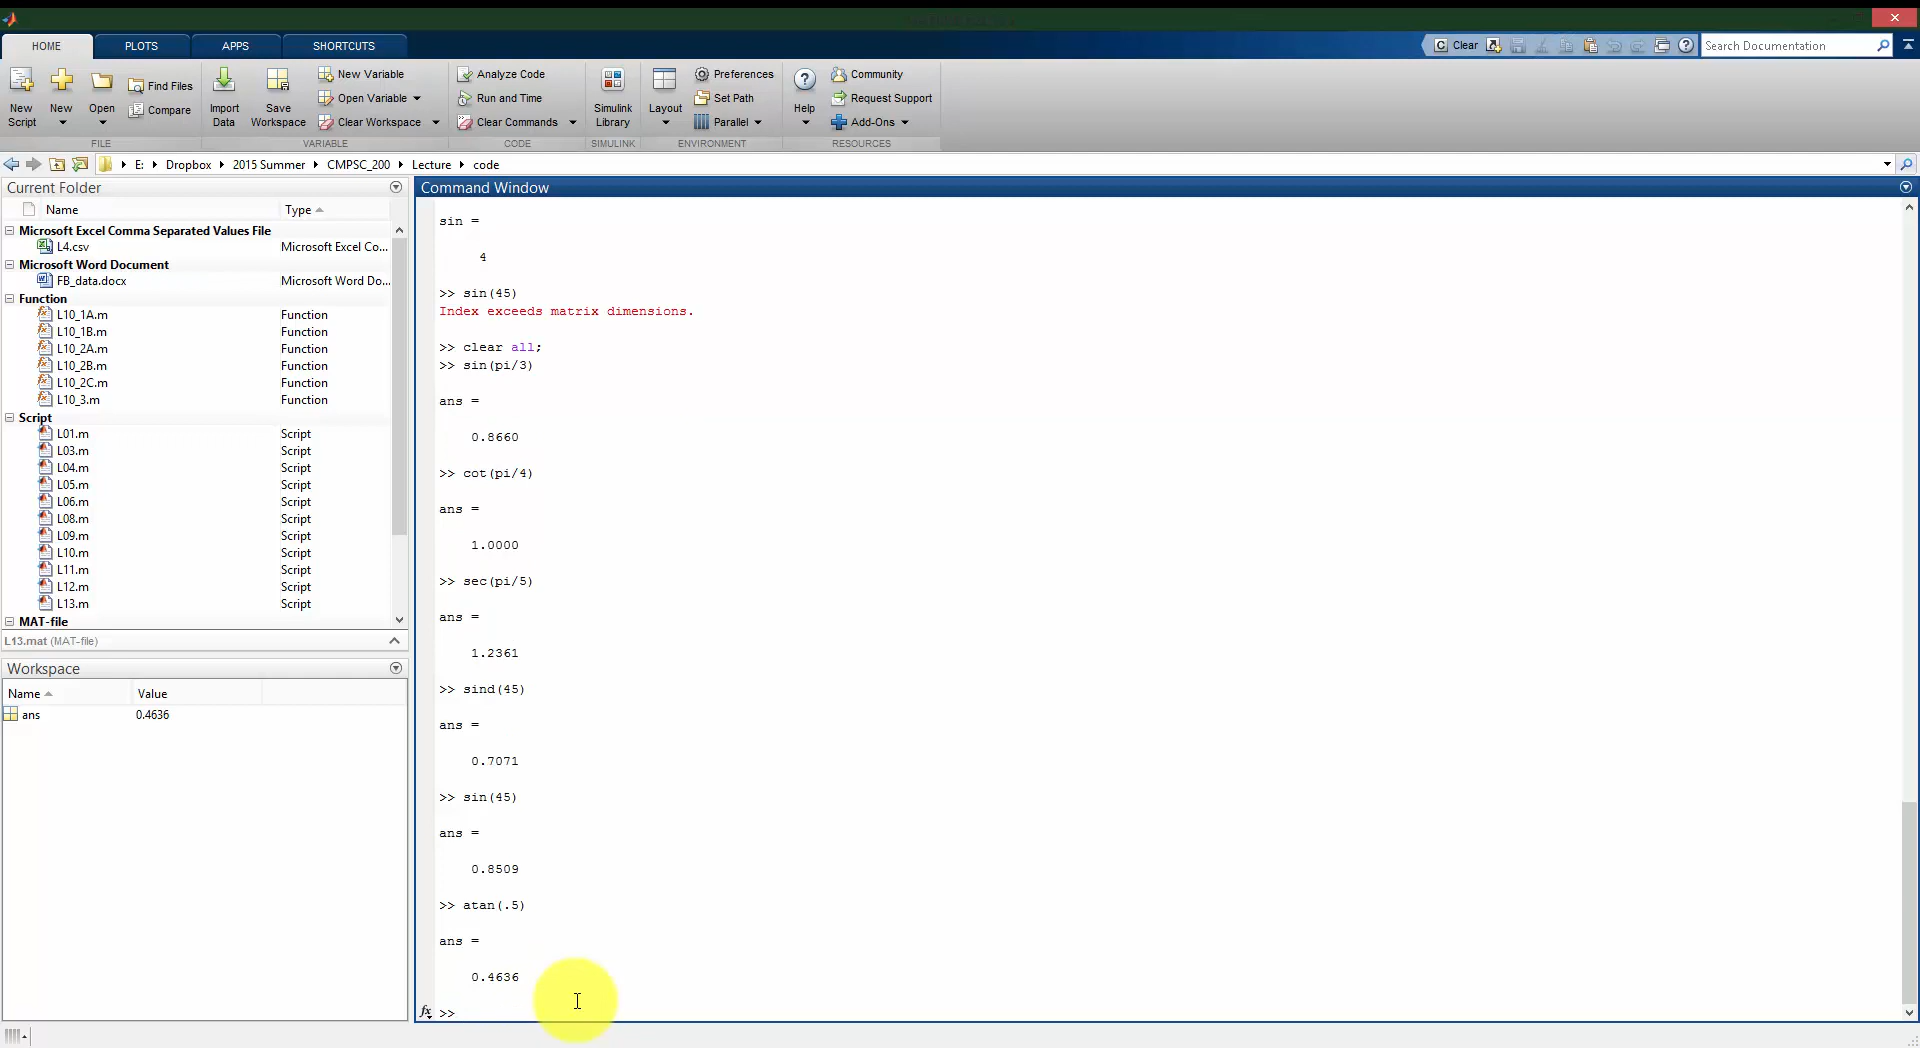 HOME PLOTS APPS SHORTCUTS
Clear
Search Documentation
New Script
New
Open
Find Files
Compare
FILE
Import Data
Save Workspace
New Variable
Open Variable
Clear Workspace
VARIABLE
Analyze Code
Run and Time
Clear Commands
CODE
Simulink Library
SIMULINK
Layout
Preferences
Set Path
Parallel
ENVIRONMENT
Help
Community
Request Support
Add-Ons
RESOURCES
E: Dropbox 2015 Summer CMPSC_200 Lecture code
Current Folder
Name Type
Microsoft Excel Comma Separated Values File
L4.csv Microsoft Excel Co...
Microsoft Word Document
FB_data.docx Microsoft Word Do...
Function
L10_1A.m Function
L10_1B.m Function
L10_2A.m Function
L10_2B.m Function
L10_2C.m Function
L10_3.m Function
Script
L01.m Script
L03.m Script
L04.m Script
L05.m Script
L06.m Script
L08.m Script
L09.m Script
L10.m Script
L11.m Script
L12.m Script
L13.m Script
MAT-file
L13.mat (MAT-file)
Workspace
Name Value
ans 0.4636
Command Window
sin =
4
>> sin(45)
Index exceeds matrix dimensions.
>> clear all;
>> sin(pi/3)
ans =
0.8660
>> cot(pi/4)
ans =
1.0000
>> sec(pi/5)
ans =
1.2361
>> sind(45)
ans =
0.7071
>> sin(45)
ans =
0.8509
>> atan(.5)
ans =
0.4636
fx >>